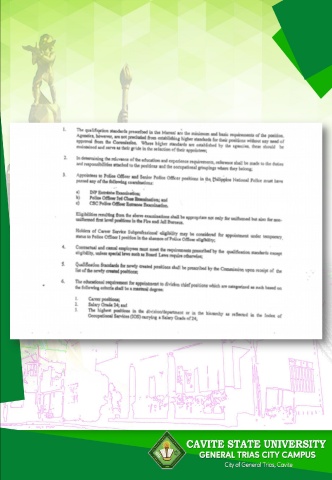 1. The qualification standards prescribed in the Manual are the minimum and basic requirements of the position.
Agencies, however, are not precluded from establishing higher standards for their positions without any need of
approval from the Commission. Where higher standards are established by the agencies, these should be
consistent and serve as their guide in the selection of their appointees;
2. In determining the relevance of the education and experience requirements, reference shall be made to the duties
and responsibilities attached to the positions and the occupational groupings where they belong;
3. Appointees to Police Officer and Senior Police Officer positions in the Philippine National Police must have
passed any of the following examinations:
a) INP Entrance Examination;
b) Police Officer 3rd Class Examination; and
c) CSC Police Officer Entrance Examination.
Eligibilities resulting from the above examinations shall be appropriate not only for uniformed but also for non-
uniformed first level positions in the Fire and Jail Bureaus.
Holders of Career Service Subprofessional eligibility may be considered for appointment under temporary
status to Police Officer I position in the absence of Police Officer eligibility;
4. Contractual and casual employees must meet the requirements prescribed by the qualification standards except
eligibility, unless special laws such as Board Laws require otherwise;
5. Qualification Standards for newly created positions shall be prescribed by the Commission upon receipt of the
list of the newly created positions;
6. The educational requirement for appointment to division chief positions which are categorized as such based on
the following criteria shall be a masteral degree:
1. Career positions;
2. Salary Grade 24; and
3. The highest positions in the division/department or in the hierarchy as reflected in the Index of
Occupational Services (IOS) carrying a Salary Grade of 24;
CAVITE STATE UNIVERSITY
GENERAL TRIAS CITY CAMPUS
City of General Trias, Cavite